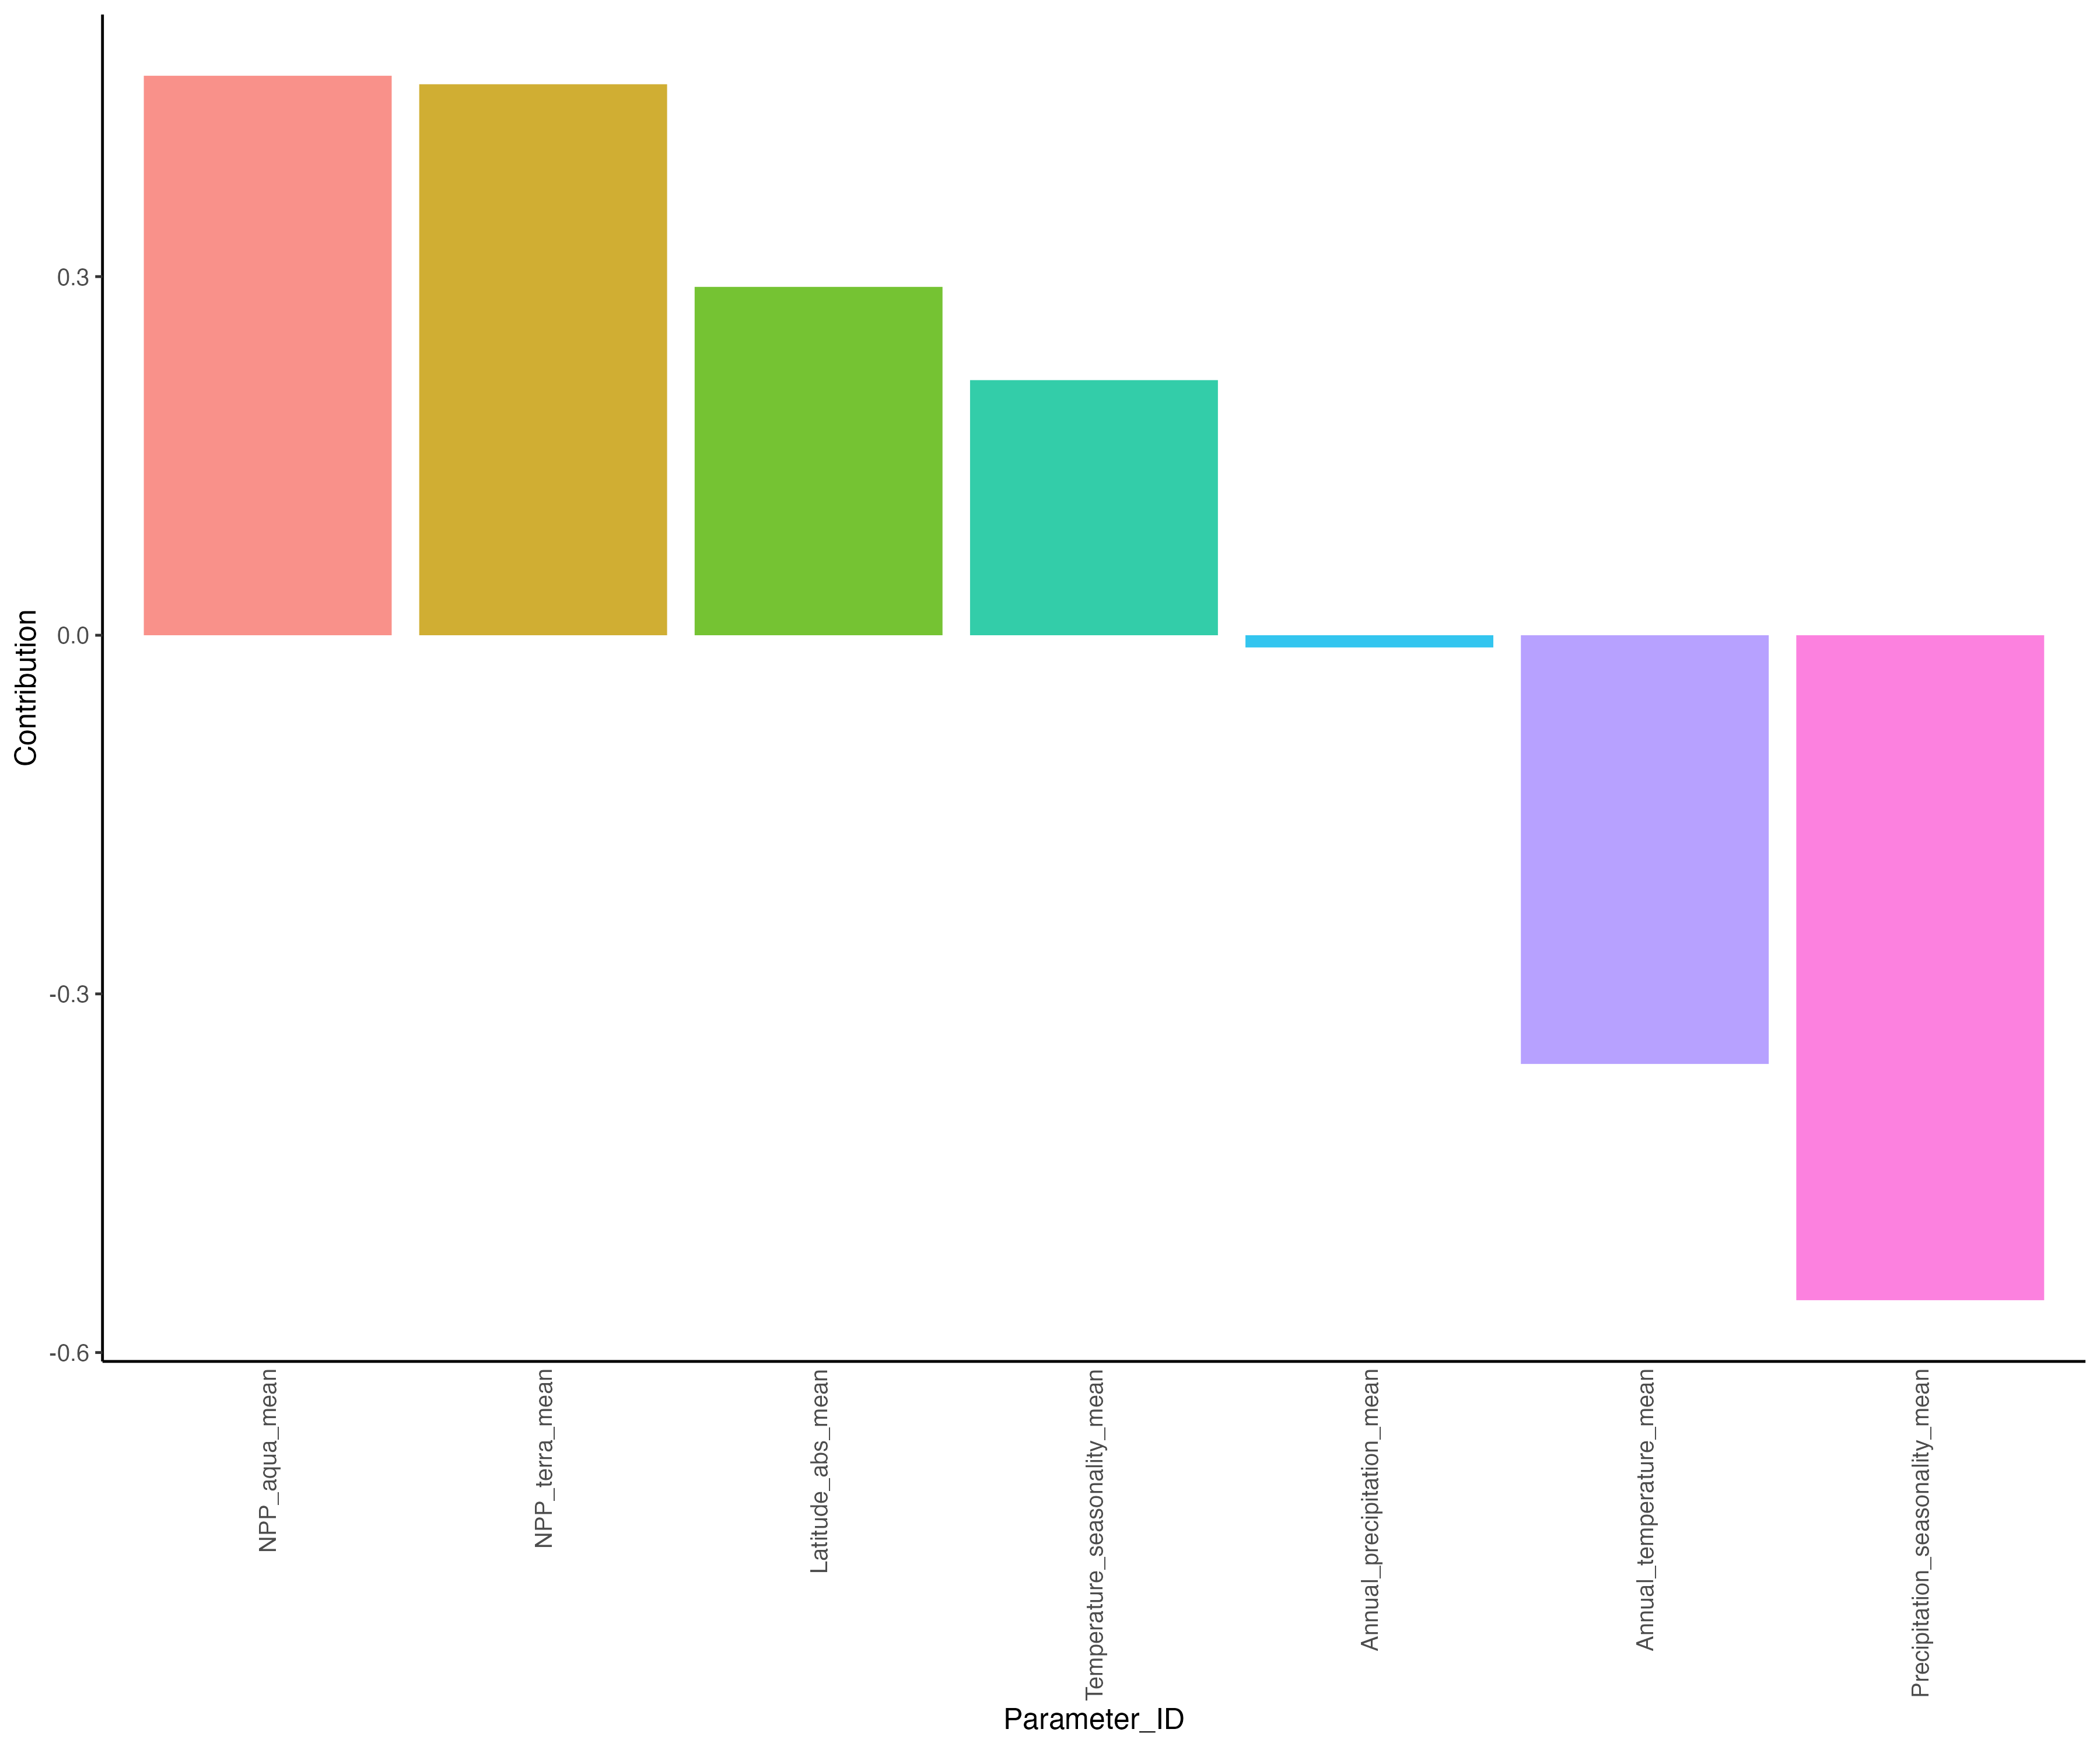 Contribution
0.3
0.0
-0.3
-0.6
NPP_aqua_mean
NPP_terra_mean
Latitude_abs_mean
Temperature_seasonality_mean
Annual_precipitation_mean
Annual_temperature_mean
Precipitation_seasonality_mean
Parameter_ID